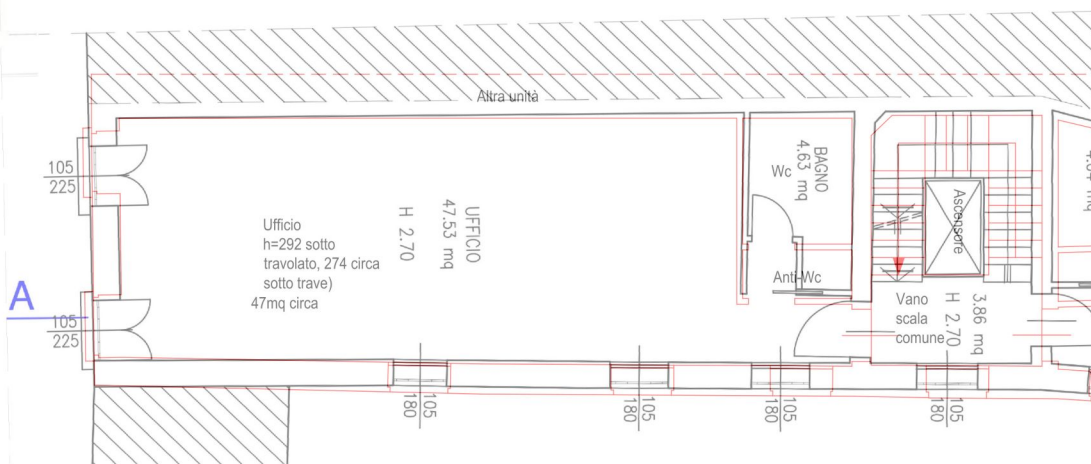 Altra unità
105
225
BAGNO
4.63 mq
Wc
UFFICIO
47.53 mq
H 2.70
Ufficio
h=292 sotto
travolato, 274 circa
sotto trave)
47mq circa
Ascensore
Anti-Wc
A
105
225
Vano
scala
comune
3.86 mq
H 2.70
105
180
105
180
105
180
105
180